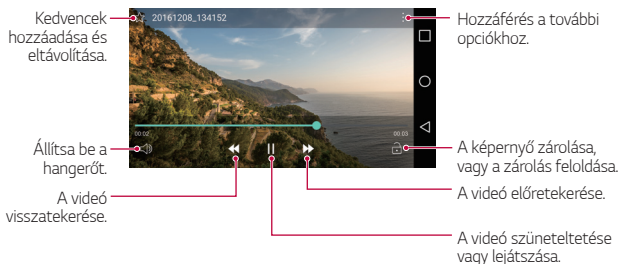 Kedvencek
hozzáadása és
eltávolítása.
20161208_134152
Hozzáférés a további
opciókhoz.
00:02
00:03
Állítsa be a
hangerőt.
A képernyő zárolása,
vagy a zárolás feloldása.
A videó
visszatekerése.
A videó előretekerése.
A videó szüneteltetése
vagy lejátszása.